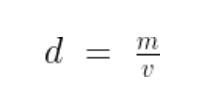 d = m/v